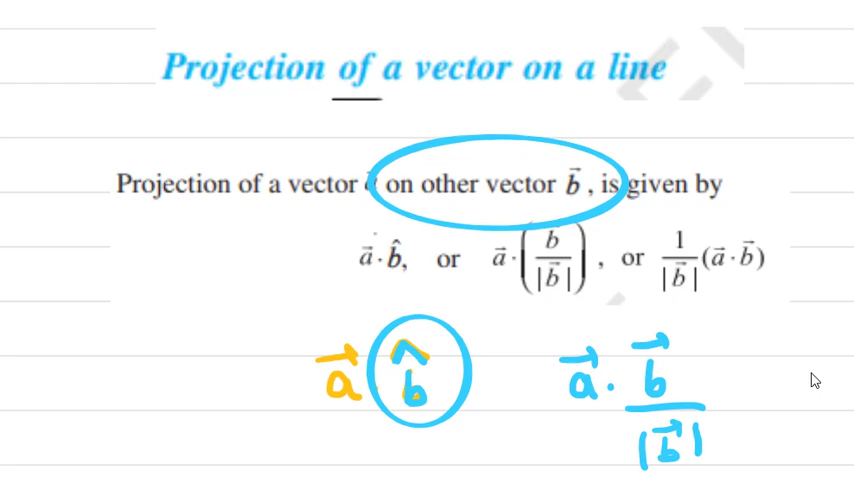 Projection of a vector on a line
Projection of a vector on other vector b⃗ , is given by
a⃗ · b̂, or a⃗ · (b / |b⃗|) , or 1/|b⃗| (a⃗ · b⃗)
a⃗ · b̂ a⃗ · b⃗ / |b⃗|